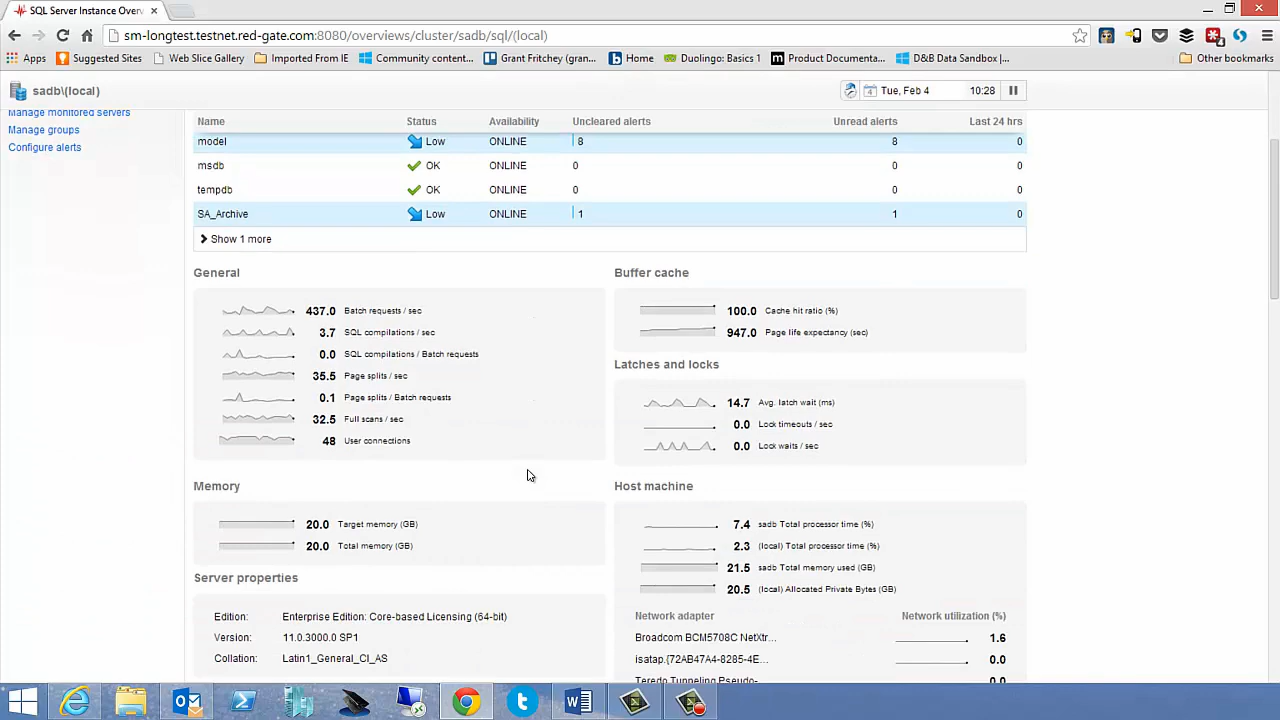 SQL Server Instance Over
sm-longtest.testnet.red-gate.com:8080/overviews/cluster/sadb/sql/(local)
Apps Suggested Sites Web Slice Gallery Imported From IE Community content... Grant Fritchey (gran... Home Duolingo: Basics 1 Product Documenta... D&B Data Sandbox |... Other bookmarks
sadb\(local) Tue, Feb 4 10:28
Manage monitored servers
Manage groups
Configure alerts
Name Status Availability Uncleared alerts Unread alerts Last 24 hrs
model Low ONLINE 8 8 0
msdb OK ONLINE 0 0 0
tempdb OK ONLINE 0 0 0
SA_Archive Low ONLINE 1 1 0
Show 1 more
General
437.0 Batch requests / sec
3.7 SQL compilations / sec
0.0 SQL compilations / Batch requests
35.5 Page splits / sec
0.1 Page splits / Batch requests
32.5 Full scans / sec
48 User connections
Buffer cache
100.0 Cache hit ratio (%)
947.0 Page life expectancy (sec)
Latches and locks
14.7 Avg. latch wait (ms)
0.0 Lock timeouts / sec
0.0 Lock waits / sec
Memory
20.0 Target memory (GB)
20.0 Total memory (GB)
Server properties
Edition: Enterprise Edition: Core-based Licensing (64-bit)
Version: 11.0.3000.0 SP1
Collation: Latin1_General_CI_AS
Host machine
7.4 sadb Total processor time (%)
2.3 (local) Total processor time (%)
21.5 sadb Total memory used (GB)
20.5 (local) Allocated Private Bytes (GB)
Network adapter Network utilization (%)
Broadcom BCM5708C NetXtr... 1.6
isatap.{72AB47A4-8285-4E... 0.0
Teredo Tunneling Pseudo- 0.0